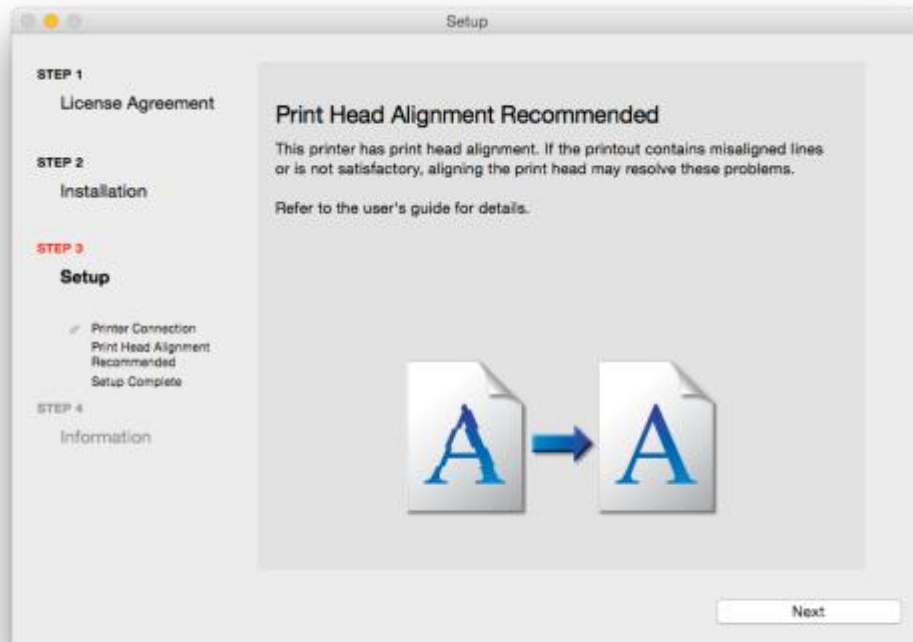 Setup
STEP 1
License Agreement
STEP 2
Installation
STEP 3
Setup
Printer Connection
Print Head Alignment
Recommended
Setup Complete
STEP 4
Information
Print Head Alignment Recommended
This printer has print head alignment. If the printout contains misaligned lines
or is not satisfactory, aligning the print head may resolve these problems.
Refer to the user's guide for details.
A
A
Next